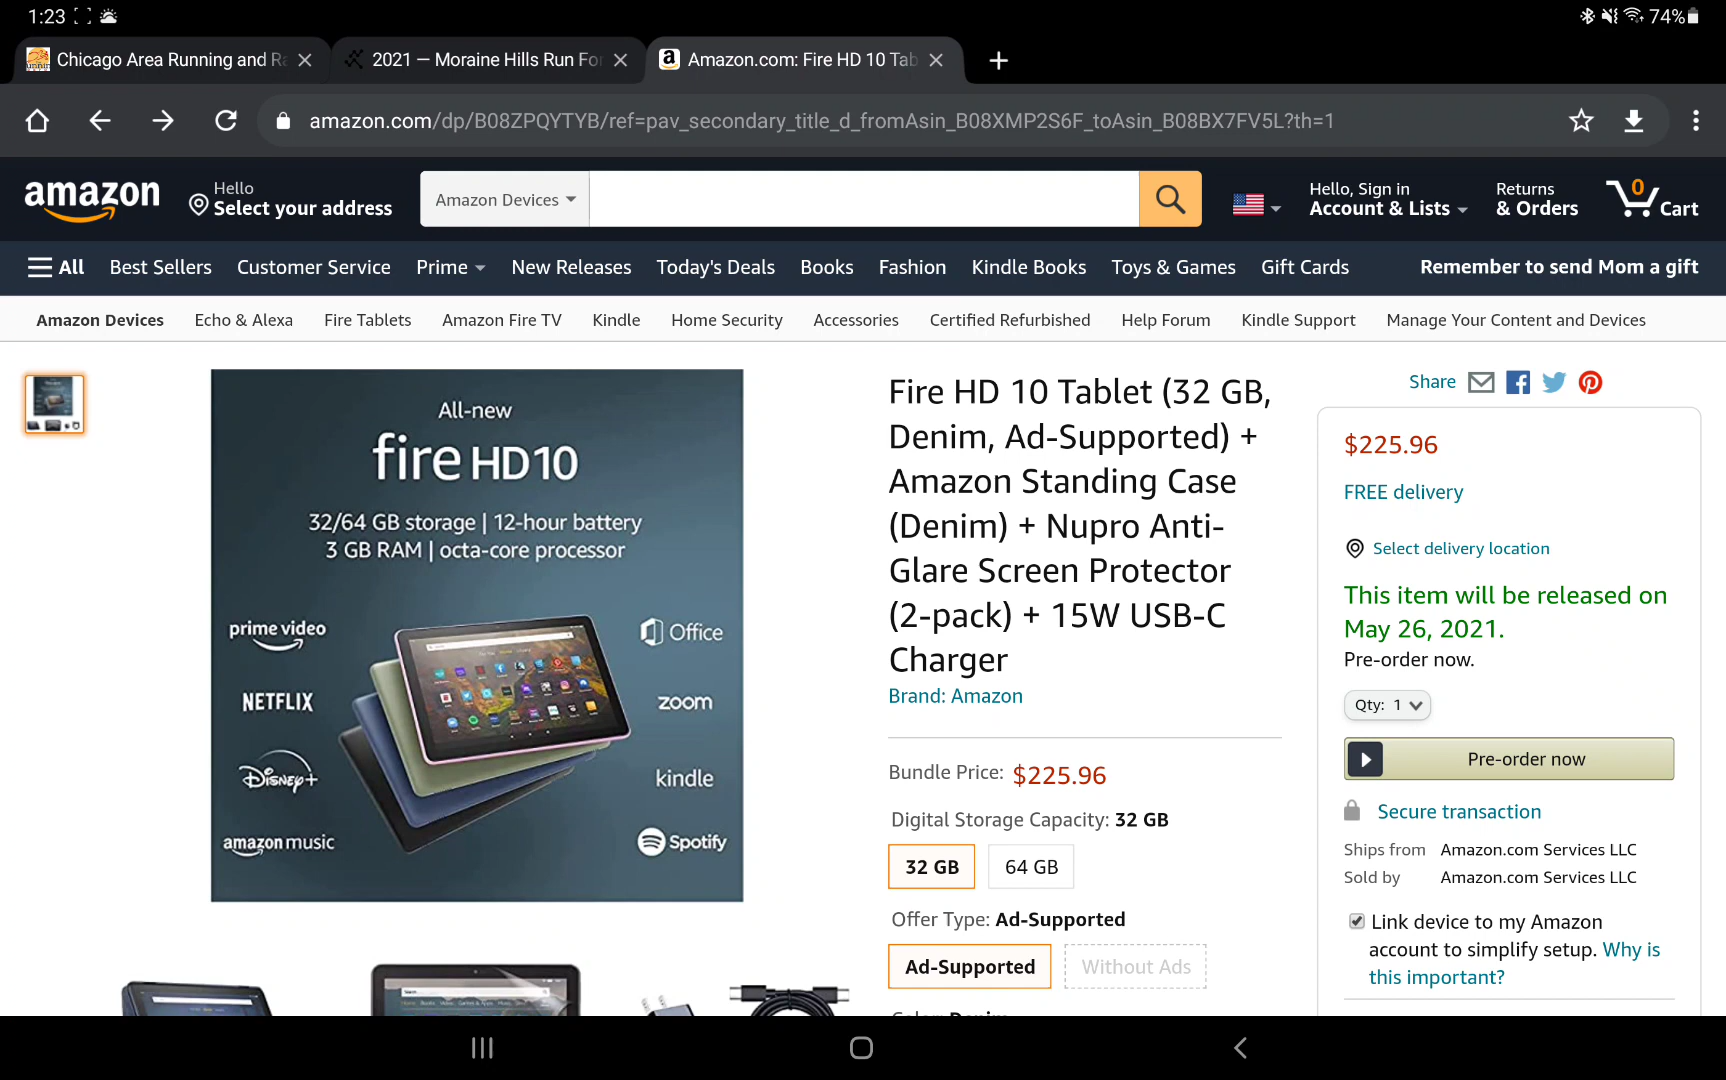 1:23
74%
Chicago Area Running and Ra
2021 — Moraine Hills Run For
Amazon.com: Fire HD 10 Tab
amazon.com/dp/B08ZPQYTYB/ref=pav_secondary_title_d_fromAsin_B08XMP2S6F_toAsin_B08BX7FV5L?th=1
amazon
Hello
Select your address
Amazon Devices
Hello, Sign in
Account & Lists
Returns
& Orders
0
Cart
All
Best Sellers
Customer Service
Prime
New Releases
Today's Deals
Books
Fashion
Kindle Books
Toys & Games
Gift Cards
Remember to send Mom a gift
Amazon Devices
Echo & Alexa
Fire Tablets
Amazon Fire TV
Kindle
Home Security
Accessories
Certified Refurbished
Help Forum
Kindle Support
Manage Your Content and Devices
All-new
fire HD10
32/64 GB storage | 12-hour battery
3 GB RAM | octa-core processor
prime video
NETFLIX
Disney+
amazon music
Office
zoom
kindle
Spotify
Fire HD 10 Tablet (32 GB,
Denim, Ad-Supported) +
Amazon Standing Case
(Denim) + Nupro Anti-
Glare Screen Protector
(2-pack) + 15W USB-C
Charger
Brand: Amazon
Bundle Price: $225.96
Digital Storage Capacity: 32 GB
32 GB
64 GB
Offer Type: Ad-Supported
Ad-Supported
Without Ads
Color: Denim
Share
$225.96
FREE delivery
Select delivery location
This item will be released on
May 26, 2021.
Pre-order now.
Qty: 1
Pre-order now
Secure transaction
Ships from Amazon.com Services LLC
Sold by Amazon.com Services LLC
Link device to my Amazon
account to simplify setup. Why is
this important?